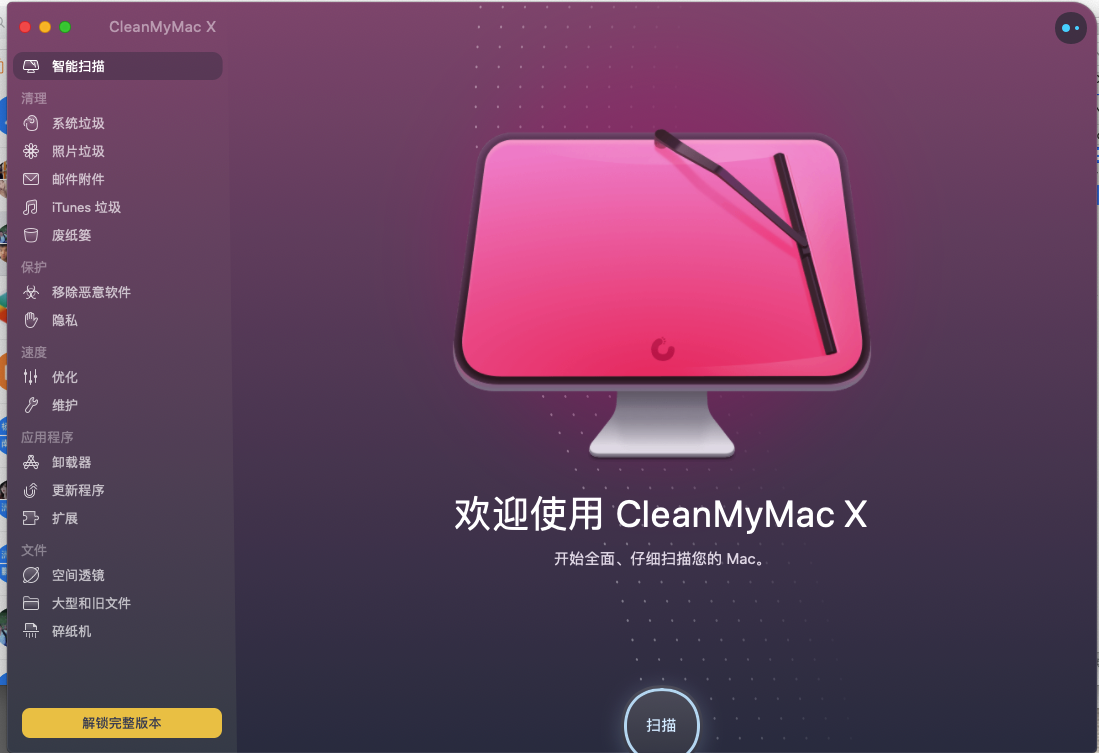 CleanMyMac X
智能扫描
清理
系统垃圾
照片垃圾
邮件附件
iTunes 垃圾
废纸篓
保护
移除恶意软件
隐私
速度
优化
维护
应用程序
卸载器
更新程序
扩展
文件
空间透镜
大型和旧文件
碎纸机
解锁完整版本
欢迎使用 CleanMyMac X
开始全面、仔细扫描您的 Mac。
扫描